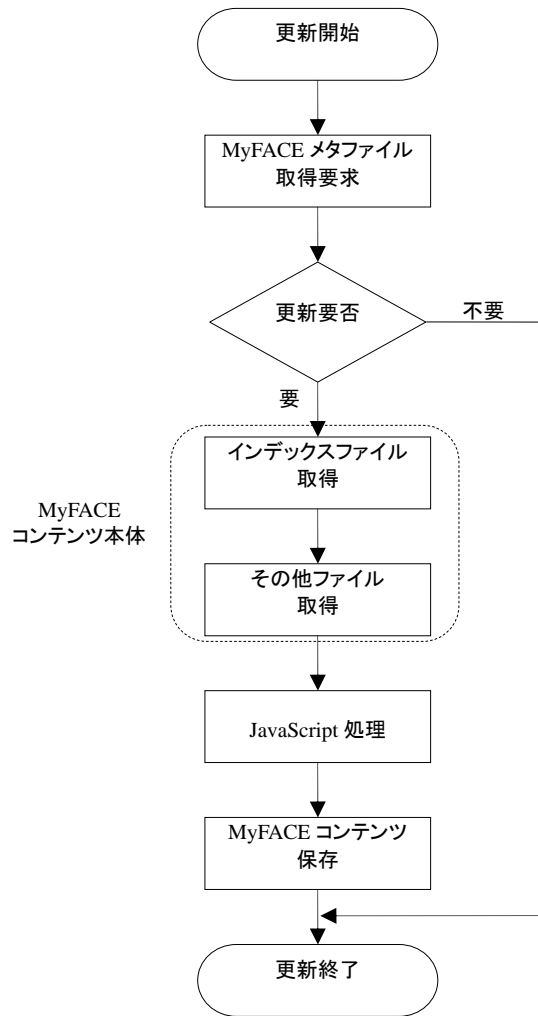 更新開始
MyFACE メタファイル
取得要求
更新要否
不要
要
インデックスファイル
取得
MyFACE
コンテンツ本体
その他ファイル
取得
JavaScript 処理
MyFACE コンテンツ
保存
更新終了